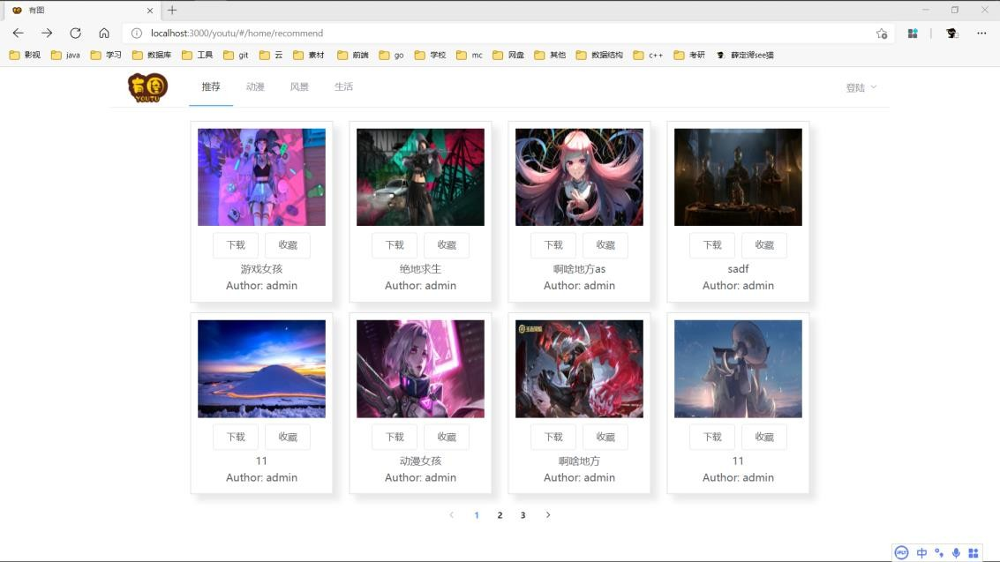 有图
localhost:3000/youtu/#/home/recommend
影视 java 学习 数据库 工具 git 云 素材 前端 go 学校 mc 网盘 其他 数据结构 c++ 考研 薛定谔see猫
有图 YOUTU 推荐 动漫 风景 生活 登陆
下载 收藏 下载 收藏 下载 收藏 下载 收藏
游戏女孩 绝地求生 啊啥地方as sadf
Author: admin Author: admin Author: admin Author: admin
王者荣耀
下载 收藏 下载 收藏 下载 收藏 下载 收藏
11 动漫女孩 啊啥地方 11
Author: admin Author: admin Author: admin Author: admin
1 2 3
iFLY 中